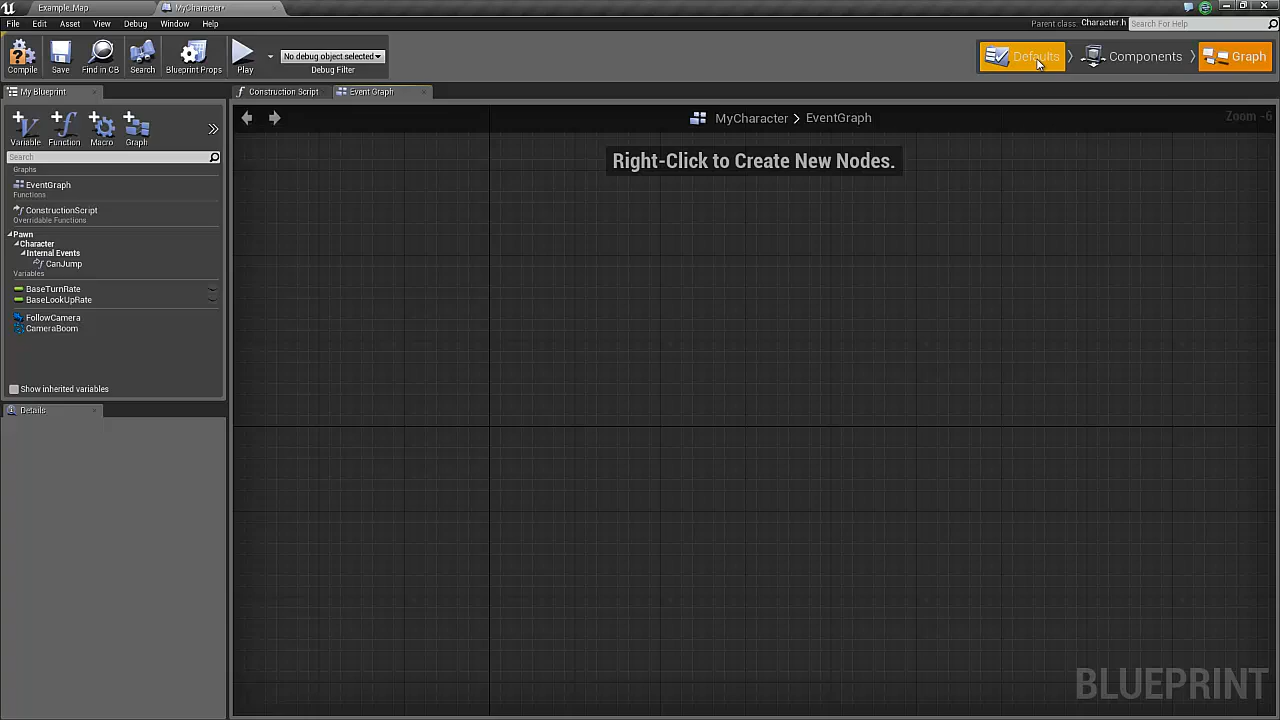 Example_Map
MyCharacter*
File Edit Asset View Debug Window Help
Parent class: Character.h
Search For Help
Compile
Save
Find in CB
Search
Blueprint Props
Play
No debug object selected
Debug Filter
Defaults
Components
Graph
My Blueprint
Construction Script
Event Graph
Variable
Function
Macro
Graph
Search
Graphs
EventGraph
Functions
ConstructionScript
Overridable Functions
Pawn
Character
Internal Events
CanJump
Variables
BaseTurnRate
BaseLookUpRate
FollowCamera
CameraBoom
Show inherited variables
Details
MyCharacter > EventGraph
Zoom -6
Right-Click to Create New Nodes.
BLUEPRINT